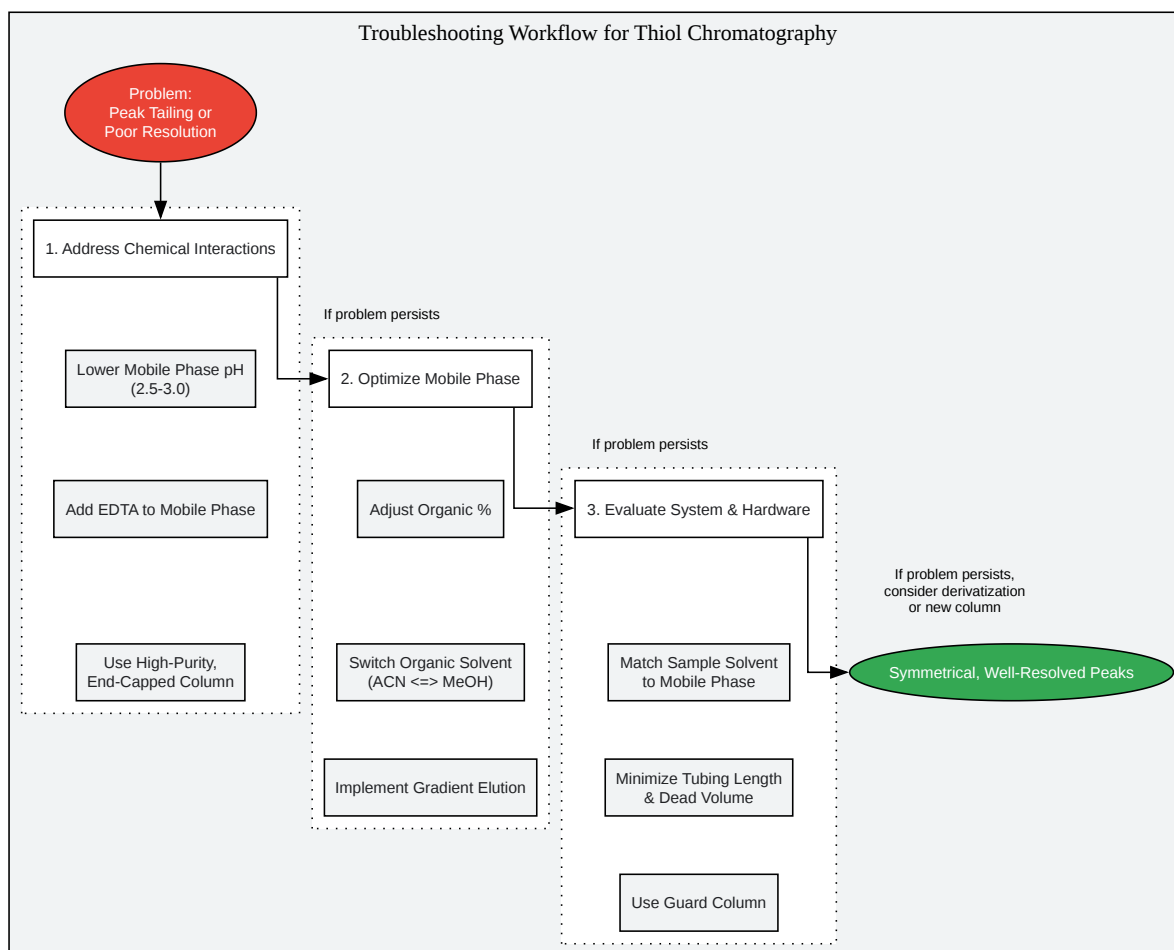 Troubleshooting Workflow for Thiol Chromatography
Problem:
Peak Tailing or
Poor Resolution
1. Address Chemical Interactions
Lower Mobile Phase pH
(2.5-3.0)
Add EDTA to Mobile Phase
Use High-Purity,
End-Capped Column
If problem persists
2. Optimize Mobile Phase
Adjust Organic %
Switch Organic Solvent
(ACN <=> MeOH)
Implement Gradient Elution
If problem persists
3. Evaluate System & Hardware
Match Sample Solvent
to Mobile Phase
Minimize Tubing Length
& Dead Volume
Use Guard Column
If problem persists,
consider derivatization
or new column
Symmetrical, Well-Resolved Peaks